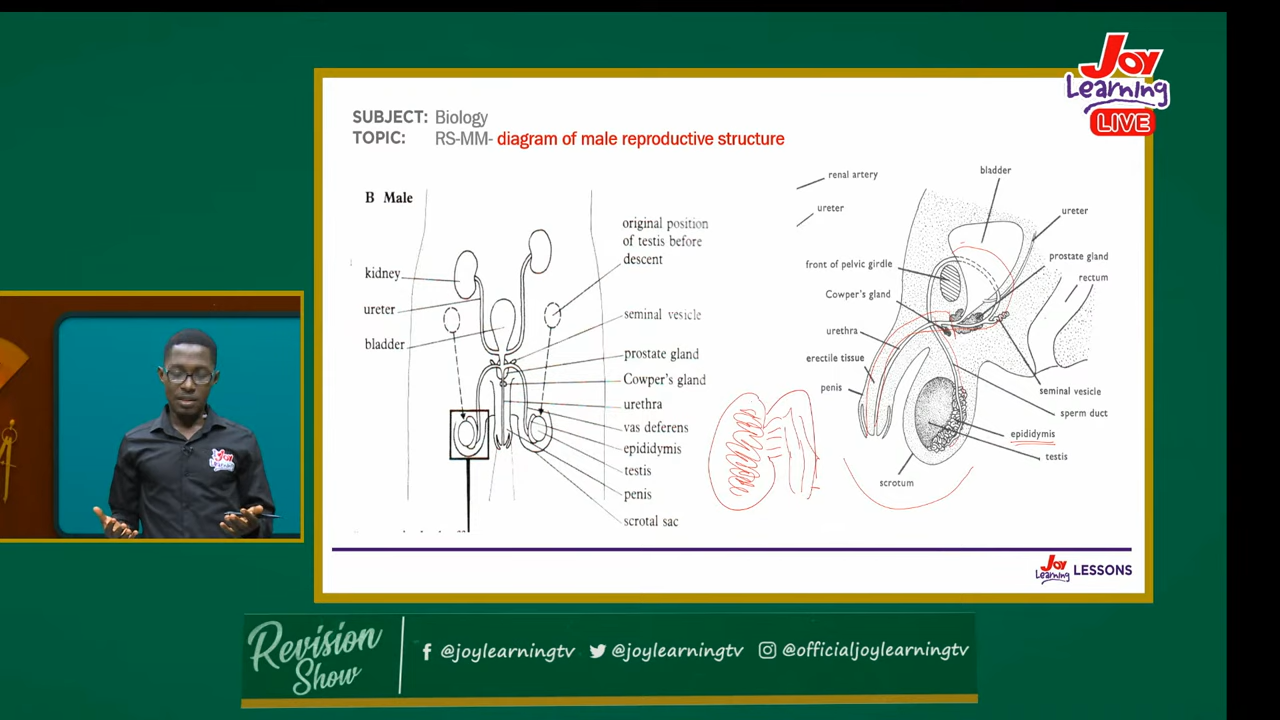 Joy
Learning
LIVE
SUBJECT: Biology
TOPIC: RS-MM- diagram of male reproductive structure
B Male
kidney
ureter
bladder
original position
of testis before
descent
seminal vesicle
prostate gland
Cowper's gland
urethra
vas deferens
epididymis
testis
penis
scrotal sac
renal artery
ureter
front of pelvic girdle
Cowper's gland
urethra
erectile tissue
penis
scrotum
bladder
ureter
prostate gland
rectum
seminal vesicle
sperm duct
epididymis
testis
Joy
Learning
Joy
Learning LESSONS
Revision
Show
@joylearningtv @joylearningtv @officialjoylearningtv